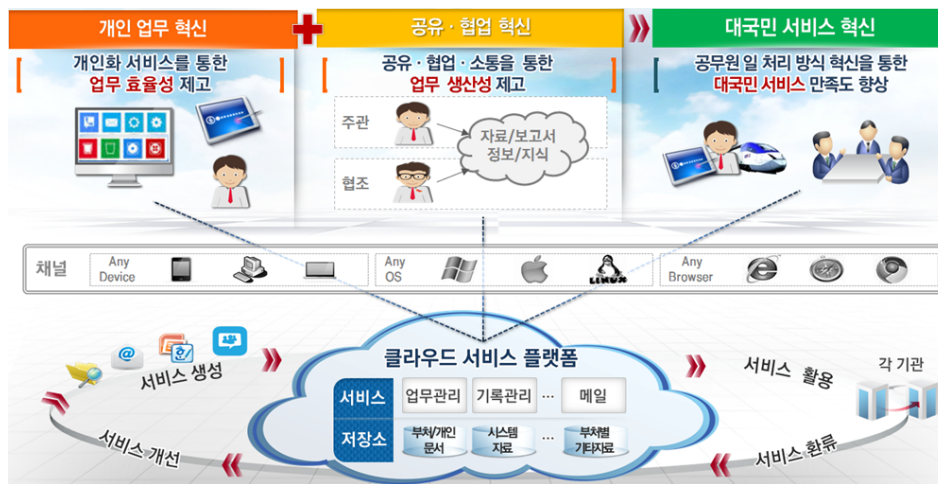 개인 업무 혁신
공유 · 협업 혁신
대국민 서비스 혁신
개인화 서비스를 통한
업무 효율성 제고
공유 · 협업 · 소통을 통한
업무 생산성 제고
공무원 일 처리 방식 혁신을 통한
대국민 서비스 만족도 향상
주관
협조
자료/보고서
정보/지식
채널
Any
Device
Any
OS
LINUX
Any
Browser
클라우드 서비스 플랫폼
서비스
업무관리
기록관리
...
메일
저장소
부처/개인
문서
시스템
자료
...
부처별
기타자료
@
한
서비스 생성
서비스 개선
서비스 활용
각 기관
서비스 환류